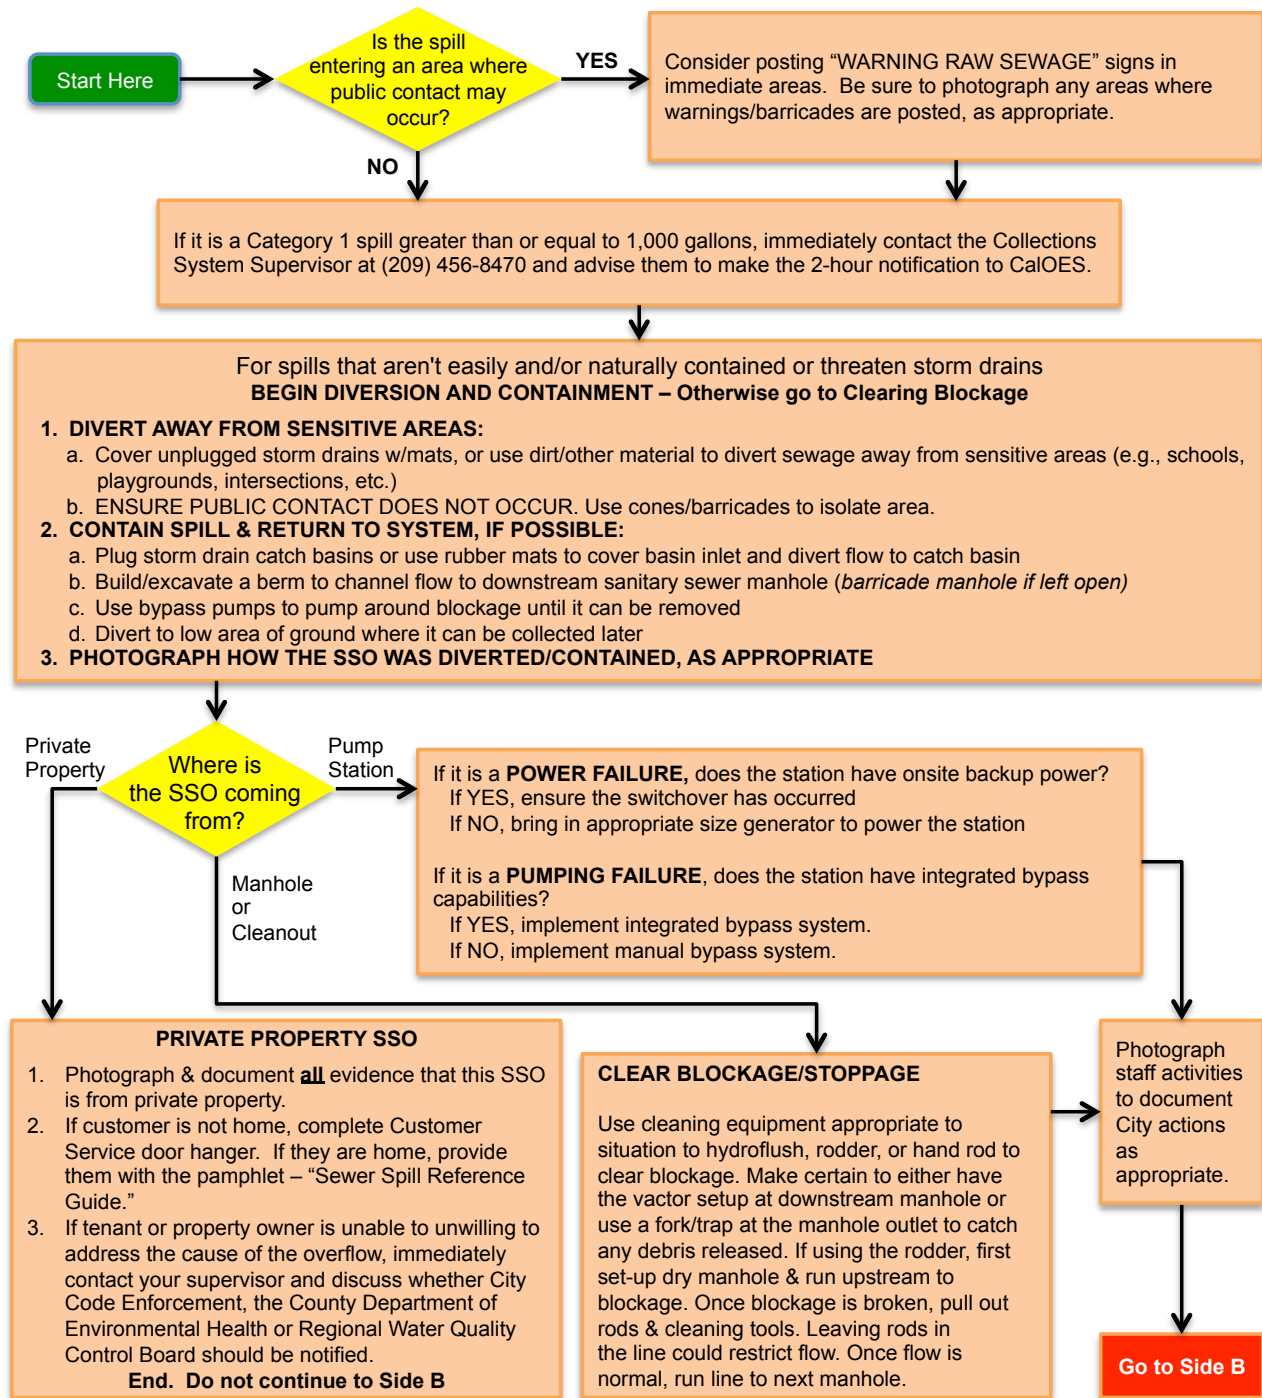 Start Here
Is the spill
entering an area where
public contact may
occur?
YES
Consider posting “WARNING RAW SEWAGE” signs in
immediate areas.  Be sure to photograph any areas where
warnings/barricades are posted, as appropriate.
NO
If it is a Category 1 spill greater than or equal to 1,000 gallons, immediately contact the Collections
System Supervisor at (209) 456-8470 and advise them to make the 2-hour notification to CalOES.
For spills that aren't easily and/or naturally contained or threaten storm drains
BEGIN DIVERSION AND CONTAINMENT – Otherwise go to Clearing Blockage
1. DIVERT AWAY FROM SENSITIVE AREAS:
a. Cover unplugged storm drains w/mats, or use dirt/other material to divert sewage away from sensitive areas (e.g., schools,
playgrounds, intersections, etc.)
b. ENSURE PUBLIC CONTACT DOES NOT OCCUR. Use cones/barricades to isolate area.
2. CONTAIN SPILL & RETURN TO SYSTEM, IF POSSIBLE:
a. Plug storm drain catch basins or use rubber mats to cover basin inlet and divert flow to catch basin
b. Build/excavate a berm to channel flow to downstream sanitary sewer manhole (barricade manhole if left open)
c. Use bypass pumps to pump around blockage until it can be removed
d. Divert to low area of ground where it can be collected later
3. PHOTOGRAPH HOW THE SSO WAS DIVERTED/CONTAINED, AS APPROPRIATE
Private
Property
Where is
the SSO coming
from?
Pump
Station
Manhole
or
Cleanout
If it is a POWER FAILURE, does the station have onsite backup power?
If YES, ensure the switchover has occurred
If NO, bring in appropriate size generator to power the station
If it is a PUMPING FAILURE, does the station have integrated bypass
capabilities?
If YES, implement integrated bypass system.
If NO, implement manual bypass system.
PRIVATE PROPERTY SSO
1. Photograph & document all evidence that this SSO
is from private property.
2. If customer is not home, complete Customer
Service door hanger.  If they are home, provide
them with the pamphlet – “Sewer Spill Reference
Guide.”
3. If tenant or property owner is unable to unwilling to
address the cause of the overflow, immediately
contact your supervisor and discuss whether City
Code Enforcement, the County Department of
Environmental Health or Regional Water Quality
Control Board should be notified.
End.  Do not continue to Side B
CLEAR BLOCKAGE/STOPPAGE
Use cleaning equipment appropriate to
situation to hydroflush, rodder, or hand rod to
clear blockage. Make certain to either have
the vactor setup at downstream manhole or
use a fork/trap at the manhole outlet to catch
any debris released. If using the rodder, first
set-up dry manhole & run upstream to
blockage. Once blockage is broken, pull out
rods & cleaning tools. Leaving rods in
the line could restrict flow. Once flow is
normal, run line to next manhole.
Photograph
staff activities
to document
City actions
as
appropriate.
Go to Side B